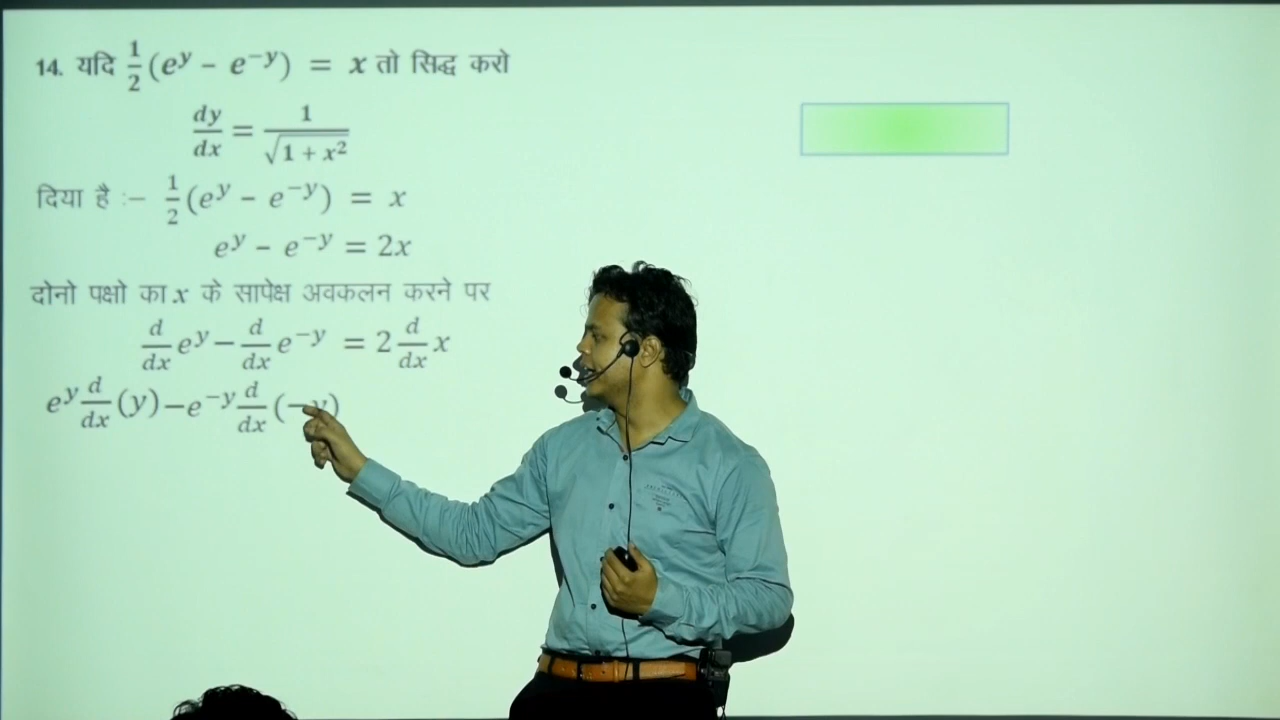 14. यदि 1/2 (e^y – e^−y) = x तो सिद्ध करो
dy/dx = 1/√(1 + x²)
दिया है :– 1/2 (e^y – e^−y) = x
e^y – e^−y = 2x
दोनो पक्षो का x के सापेक्ष अवकलन करने पर
d/dx e^y − d/dx e^−y = 2 d/dx x
e^y d/dx (y) − e^−y d/dx (−y)